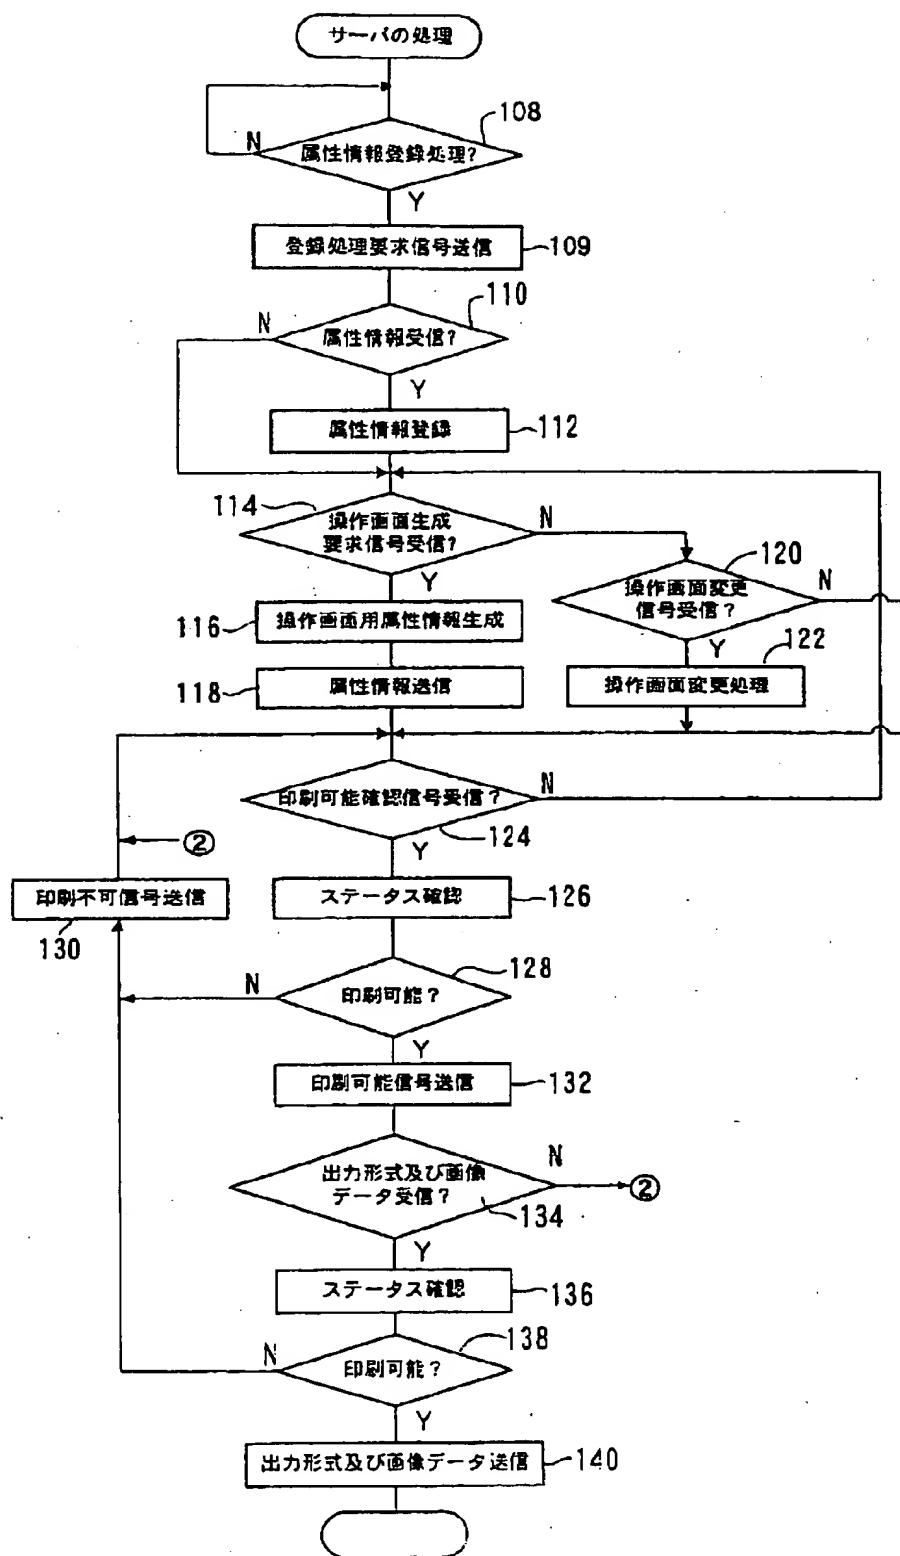 サーバの処理
108
N
属性情報登録処理?
Y
登録処理要求信号送信
109
110
N
属性情報受信?
Y
属性情報登録
112
114
操作画面生成
要求信号受信?
N
Y
120
操作画面変更
信号受信?
N
116
操作画面用属性情報生成
Y
122
118
属性情報送信
操作画面変更処理
印刷可能確認信号受信?
N
124
Y
②
印刷不可信号送信
130
ステータス確認
126
128
N
印刷可能?
Y
印刷可能信号送信
132
出力形式及び画像
データ受信?
N
②
134
Y
ステータス確認
136
138
N
印刷可能?
Y
出力形式及び画像データ送信
140